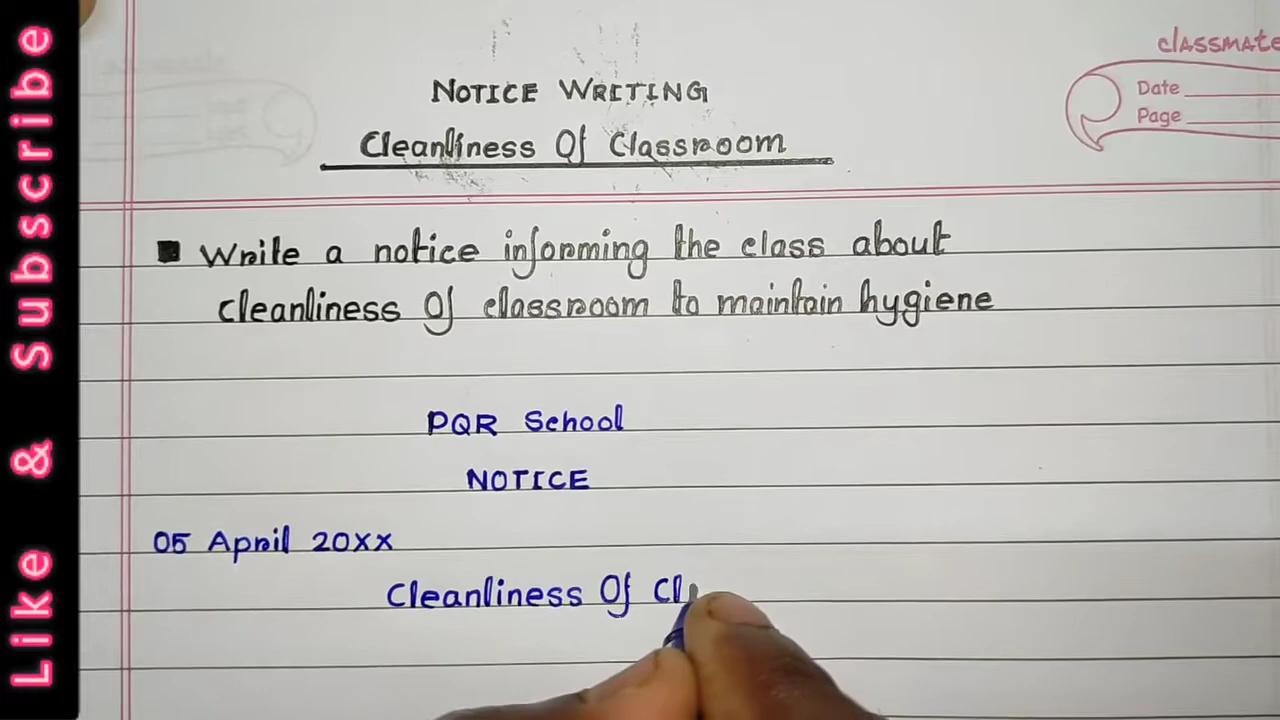 Like & Subscribe
classmate
Date
Page
NOTICE WRITING
Cleanliness Of Classroom
Write a notice informing the class about
cleanliness Of classroom to maintain hygiene
PQR School
NOTICE
05 April 20XX
Cleanliness Of Cl